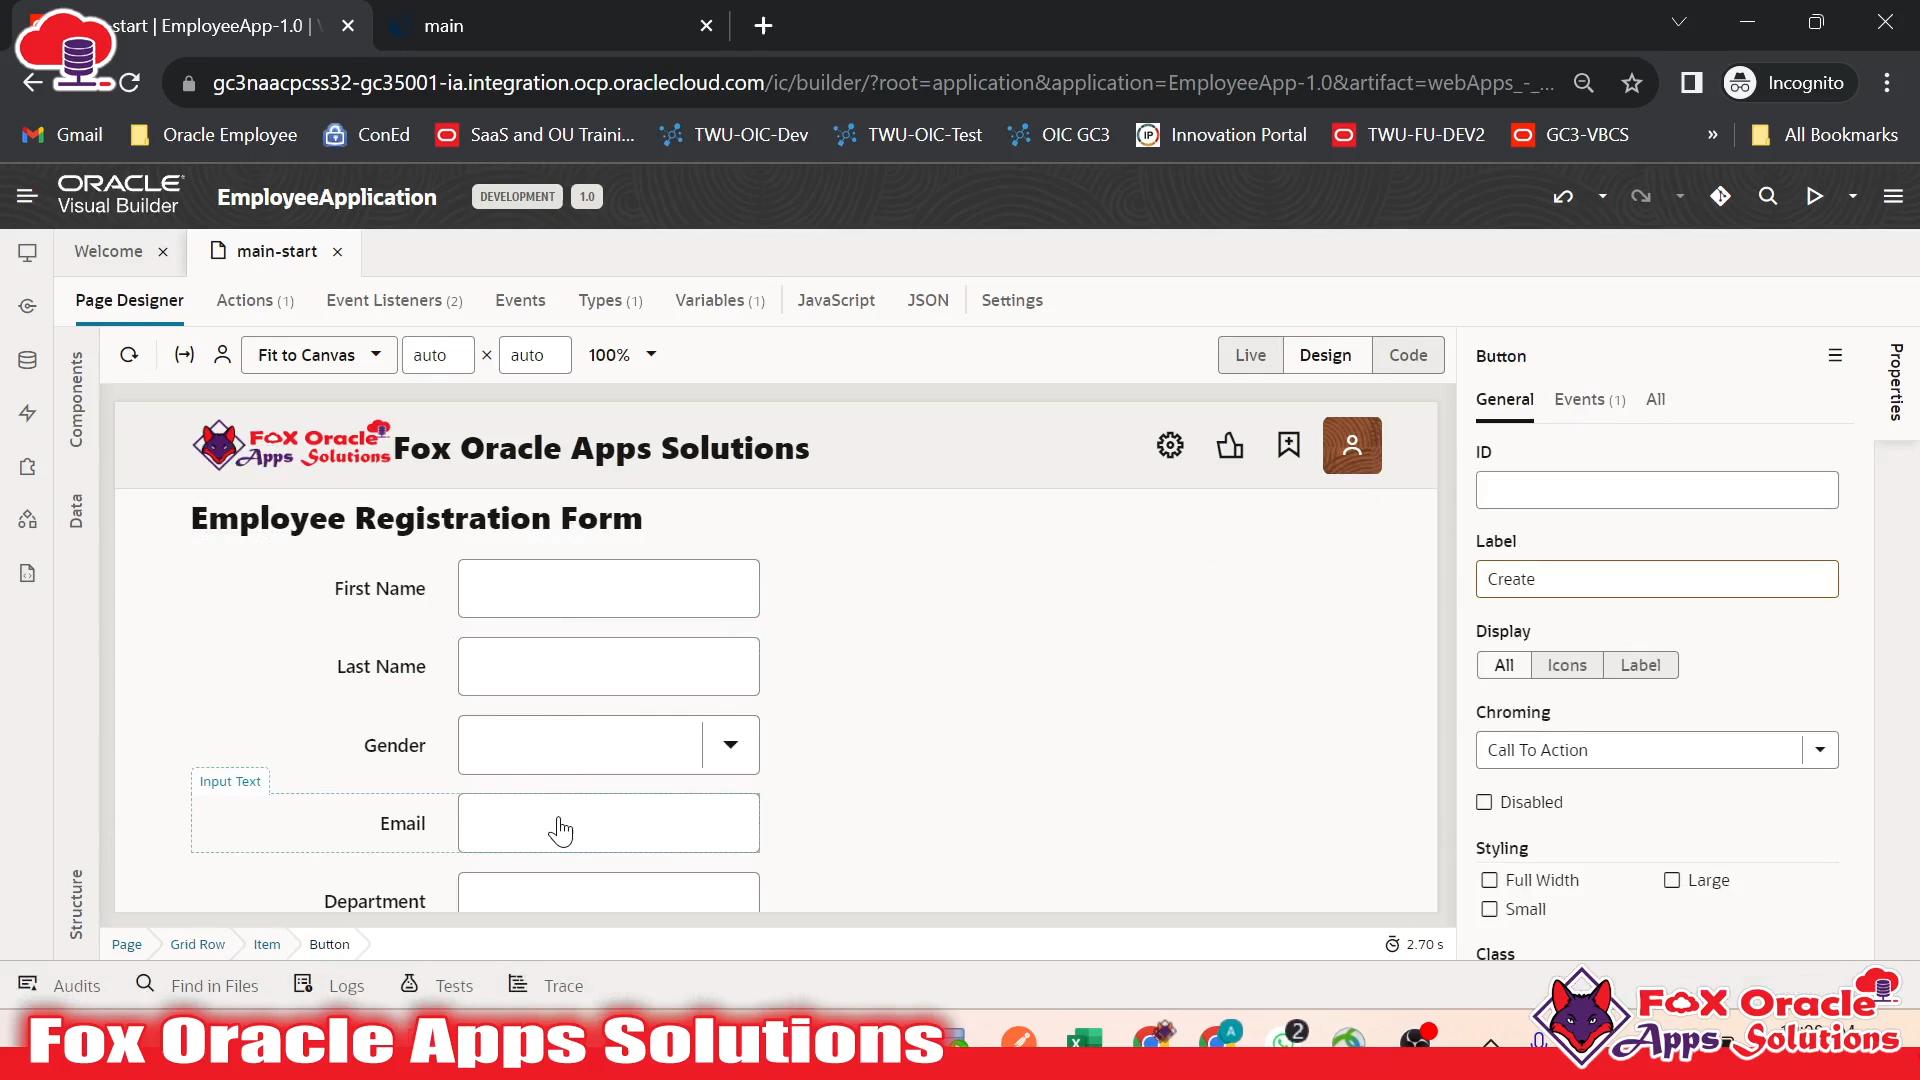 start | EmployeeApp-1.0 |
main
gc3naacpcss32-gc35001-ia.integration.ocp.oraclecloud.com/ic/builder/?root=application&application=EmployeeApp-1.0&artifact=webApps_-_...
Incognito
Gmail
Oracle Employee
ConEd
SaaS and OU Traini...
TWU-OIC-Dev
TWU-OIC-Test
OIC GC3
Innovation Portal
TWU-FU-DEV2
GC3-VBCS
»
All Bookmarks
ORACLE
Visual Builder
EmployeeApplication
DEVELOPMENT
1.0
Welcome
main-start
Page Designer
Actions (1)
Event Listeners (2)
Events
Types (1)
Variables (1)
JavaScript
JSON
Settings
Components
Data
Structure
Fit to Canvas
auto
×
auto
100%
Live
Design
Code
Fox Oracle
Apps Solutions
Fox Oracle Apps Solutions
Employee Registration Form
First Name
Last Name
Gender
Input Text
Email
Department
Page
Grid Row
Item
Button
2.70 s
Button
Properties
General
Events (1)
All
ID
Label
Create
Display
All
Icons
Label
Chroming
Call To Action
Disabled
Styling
Full Width
Large
Small
Class
Audits
Find in Files
Logs
Tests
Trace
Fox Oracle Apps Solutions
A
2
Fox Oracle
Apps Solutions